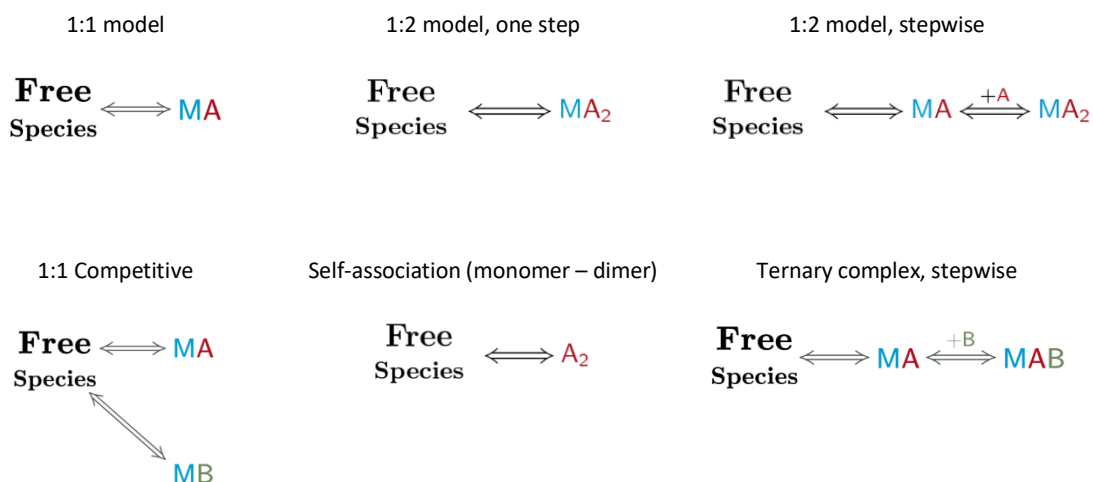 1:1 model
1:2 model, one step
1:2 model, stepwise
Free
Species
MA
Free
Species
MA₂
Free
Species
MA
+A
MA₂
1:1 Competitive
Self-association (monomer – dimer)
Ternary complex, stepwise
Free
Species
MA
MB
Free
Species
A₂
Free
Species
MA
+B
MAB